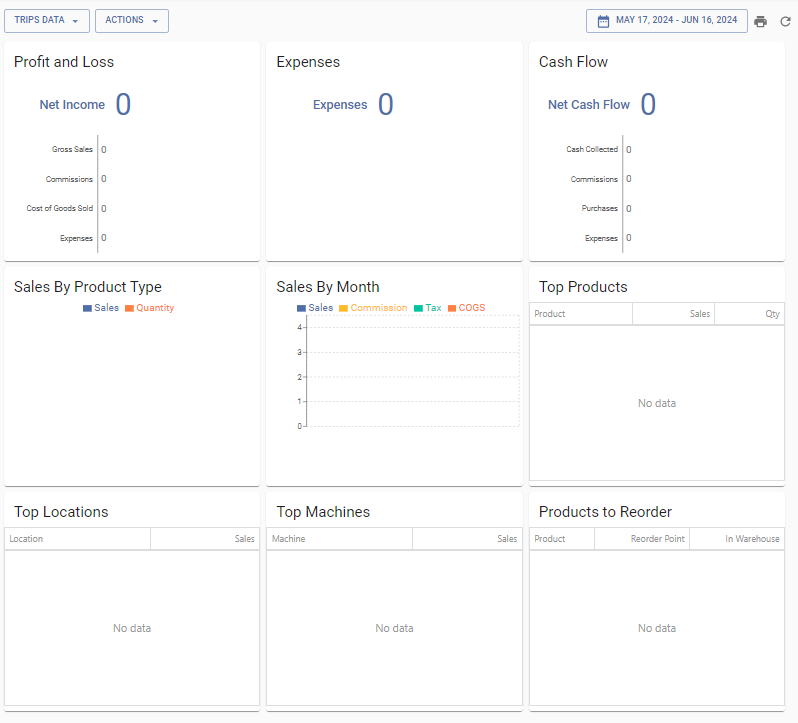 TRIPS DATA
ACTIONS
MAY 17, 2024 - JUN 16, 2024
Profit and Loss
Net Income 0
Gross Sales 0
Commissions 0
Cost of Goods Sold 0
Expenses 0
Expenses
Expenses 0
Cash Flow
Net Cash Flow 0
Cash Collected 0
Commissions 0
Purchases 0
Expenses 0
Sales By Product Type
Sales Quantity
Sales By Month
Sales Commission Tax COGS
4
3
2
1
0
Top Products
Product Sales Qty
No data
Top Locations
Location Sales
No data
Top Machines
Machine Sales
No data
Products to Reorder
Product Reorder Point In Warehouse
No data